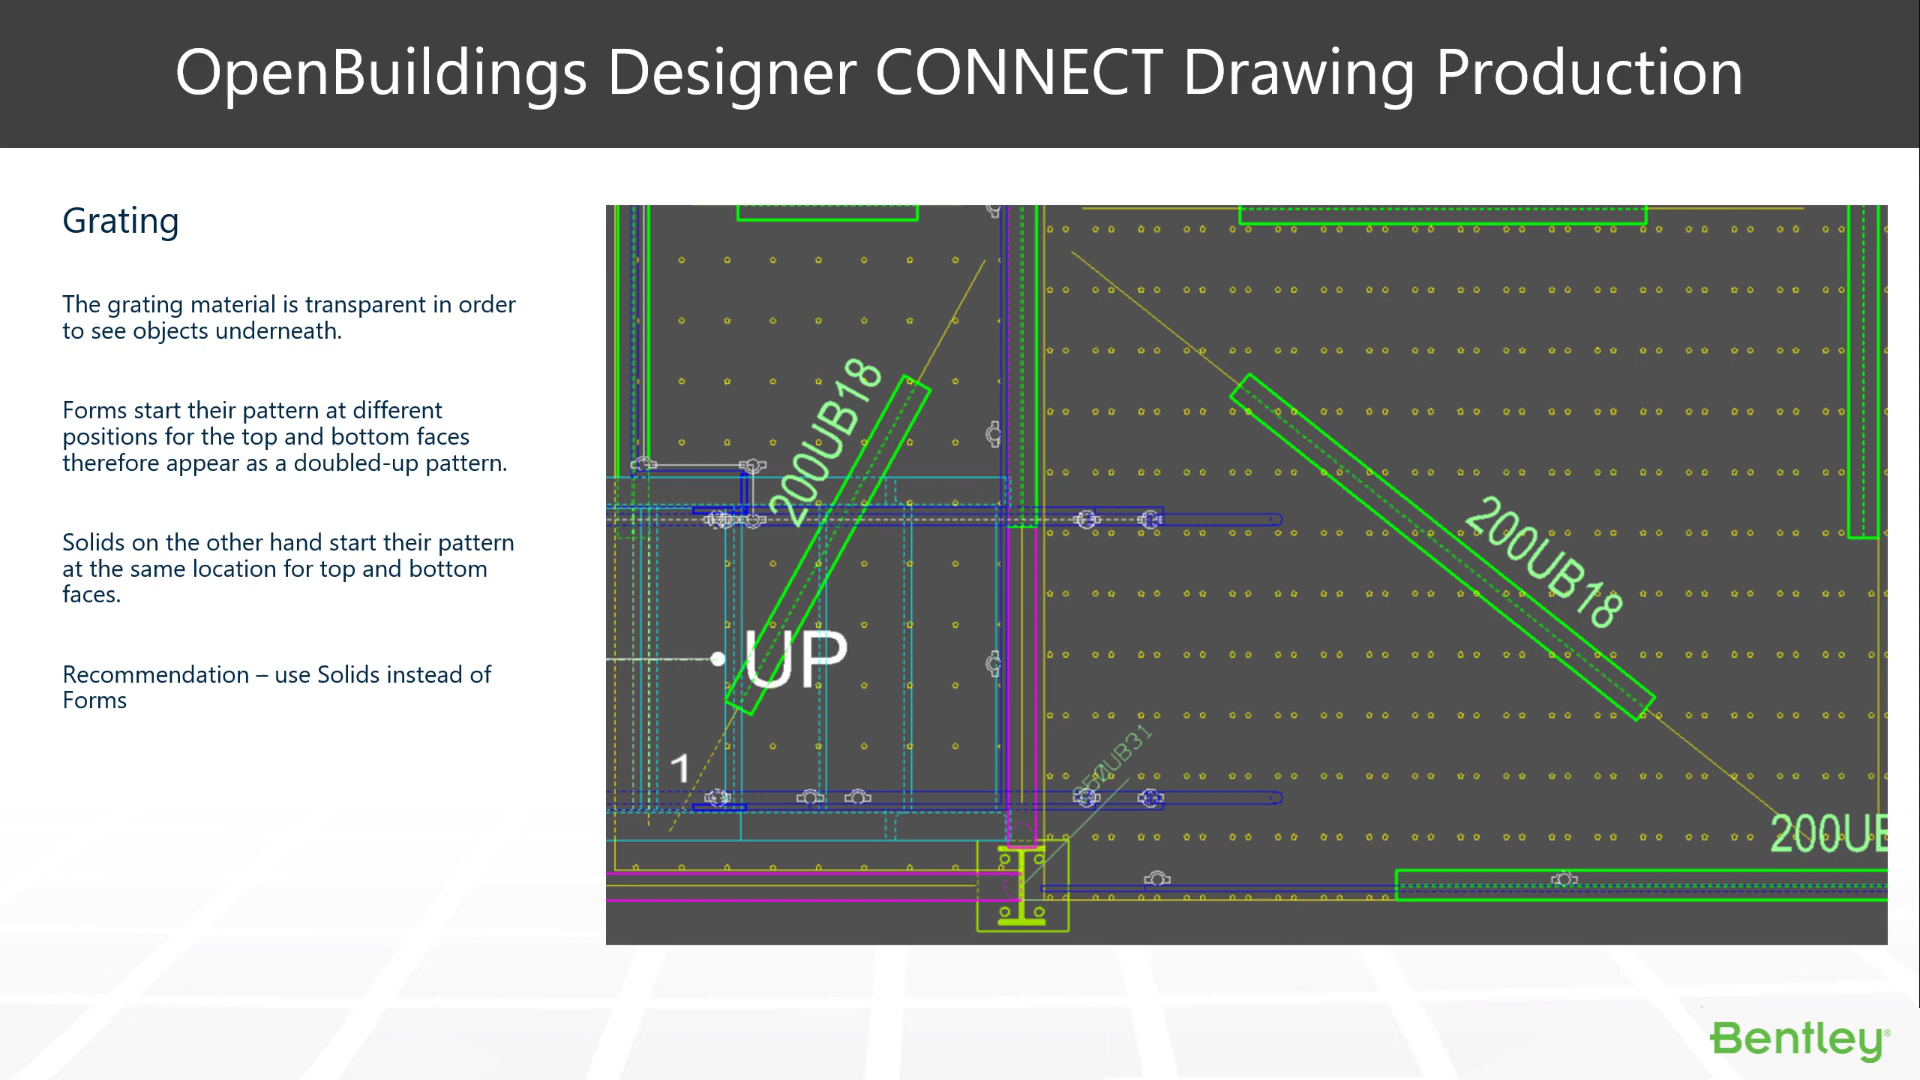 OpenBuildings Designer CONNECT Drawing Production
Grating
The grating material is transparent in order
to see objects underneath.
Forms start their pattern at different
positions for the top and bottom faces
therefore appear as a doubled-up pattern.
Solids on the other hand start their pattern
at the same location for top and bottom
faces.
Recommendation – use Solids instead of
Forms
200UB18
200UB18
UP
1
200UB
Bentley®